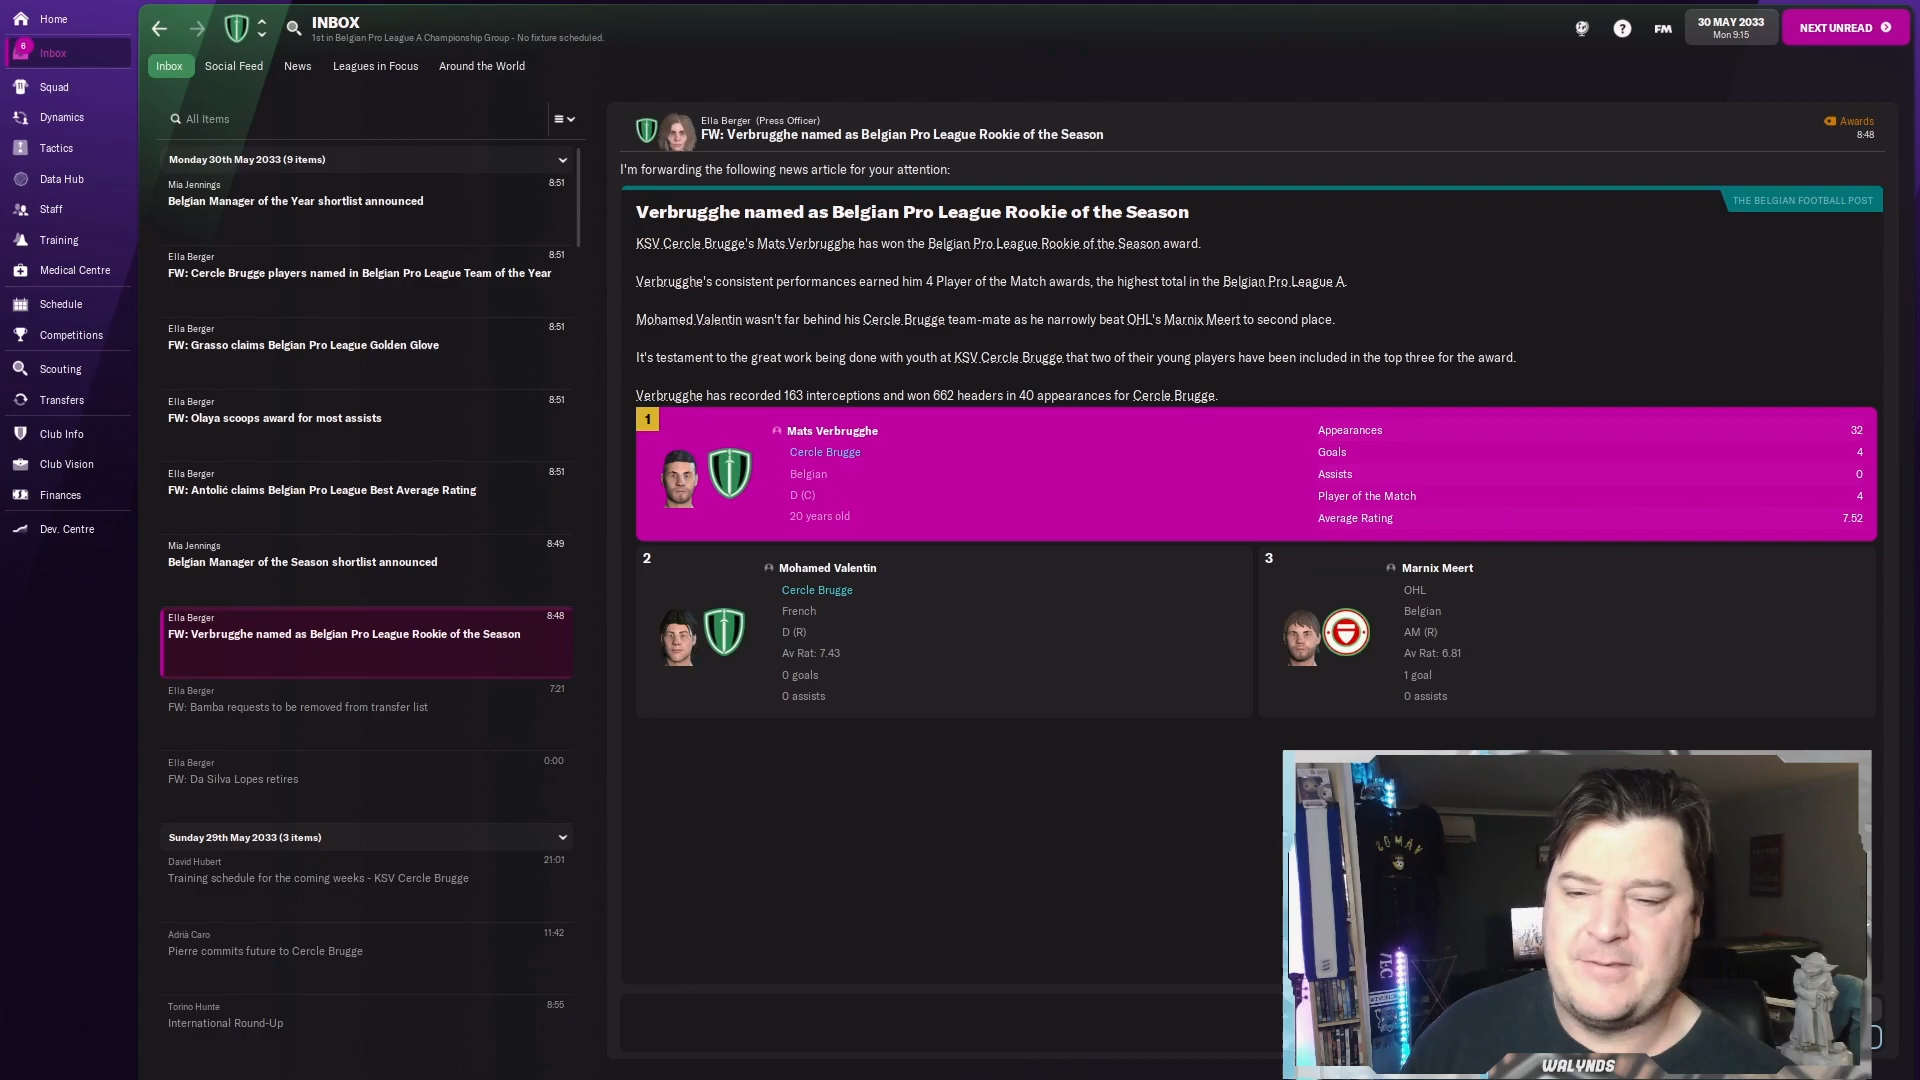 Home
6
Inbox
Squad
Dynamics
Tactics
Data Hub
Staff
Training
Medical Centre
Schedule
Competitions
Scouting
Transfers
Club Info
Club Vision
Finances
Dev. Centre
INBOX
1st in Belgian Pro League A Championship Group - No fixture scheduled.
FM
30 MAY 2033
Mon 9:15
NEXT UNREAD
Inbox
Social Feed
News
Leagues in Focus
Around the World
All Items
Monday 30th May 2033 (9 items)
Mia Jennings
8:51
Belgian Manager of the Year shortlist announced
Ella Berger
8:51
FW: Cercle Brugge players named in Belgian Pro League Team of the Year
Ella Berger
8:51
FW: Grasso claims Belgian Pro League Golden Glove
Ella Berger
8:51
FW: Olaya scoops award for most assists
Ella Berger
8:51
FW: Antolić claims Belgian Pro League Best Average Rating
Mia Jennings
8:49
Belgian Manager of the Season shortlist announced
Ella Berger
8:48
FW: Verbrugghe named as Belgian Pro League Rookie of the Season
Ella Berger
7:21
FW: Bamba requests to be removed from transfer list
Ella Berger
0:00
FW: Da Silva Lopes retires
Sunday 29th May 2033 (3 items)
David Hubert
21:01
Training schedule for the coming weeks - KSV Cercle Brugge
Adrià Caro
11:42
Pierre commits future to Cercle Brugge
Torino Hunte
8:55
International Round-Up
Ella Berger (Press Officer)
FW: Verbrugghe named as Belgian Pro League Rookie of the Season
Awards
8:48
I'm forwarding the following news article for your attention:
THE BELGIAN FOOTBALL POST
Verbrugghe named as Belgian Pro League Rookie of the Season
KSV Cercle Brugge's Mats Verbrugghe has won the Belgian Pro League Rookie of the Season award.
Verbrugghe's consistent performances earned him 4 Player of the Match awards, the highest total in the Belgian Pro League A.
Mohamed Valentin wasn't far behind his Cercle Brugge team-mate as he narrowly beat OHL's Marnix Meert to second place.
It's testament to the great work being done with youth at KSV Cercle Brugge that two of their young players have been included in the top three for the award.
Verbrugghe has recorded 163 interceptions and won 662 headers in 40 appearances for Cercle Brugge.
1
Mats Verbrugghe
Cercle Brugge
Belgian
D (C)
20 years old
Appearances 32
Goals 4
Assists 0
Player of the Match 4
Average Rating 7.52
2
Mohamed Valentin
Cercle Brugge
French
D (R)
Av Rat: 7.43
0 goals
0 assists
3
Marnix Meert
OHL
Belgian
AM (R)
Av Rat: 6.81
1 goal
0 assists
WALYNDS